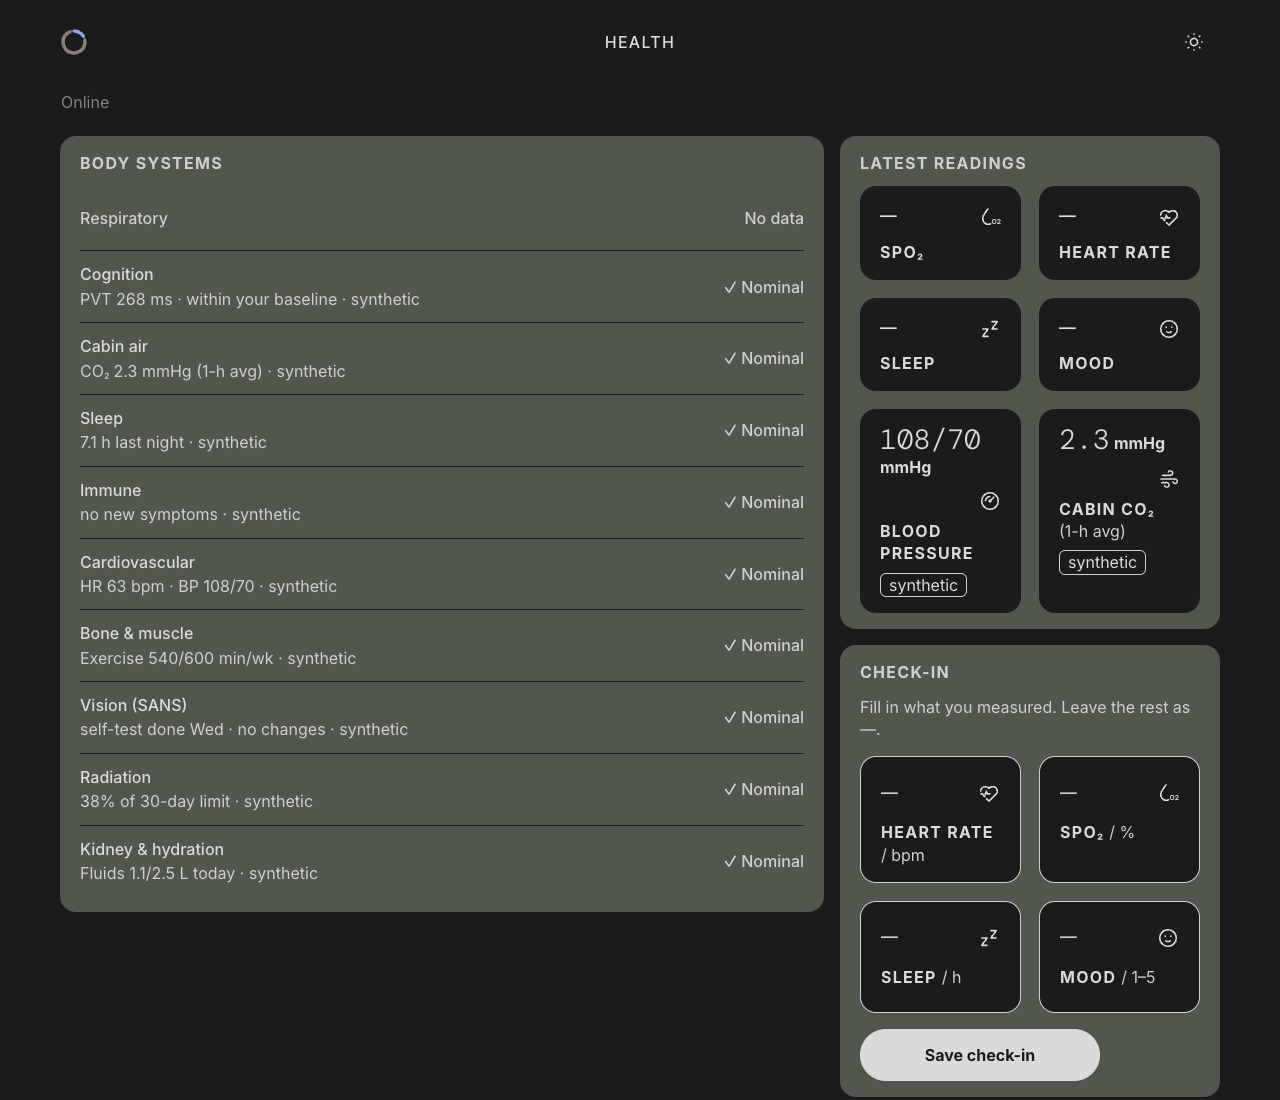 HEALTH
Online
BODY SYSTEMS
Respiratory
No data
Cognition
PVT 268 ms · within your baseline · synthetic
✓ Nominal
Cabin air
CO₂ 2.3 mmHg (1-h avg) · synthetic
✓ Nominal
Sleep
7.1 h last night · synthetic
✓ Nominal
Immune
no new symptoms · synthetic
✓ Nominal
Cardiovascular
HR 63 bpm · BP 108/70 · synthetic
✓ Nominal
Bone & muscle
Exercise 540/600 min/wk · synthetic
✓ Nominal
Vision (SANS)
self-test done Wed · no changes · synthetic
✓ Nominal
Radiation
38% of 30-day limit · synthetic
✓ Nominal
Kidney & hydration
Fluids 1.1/2.5 L today · synthetic
✓ Nominal
LATEST READINGS
—
O2
SPO₂
—
HEART RATE
—
zZ
SLEEP
—
MOOD
108/70
mmHg
BLOOD
PRESSURE
synthetic
2.3 mmHg
CABIN CO₂
(1-h avg)
synthetic
CHECK-IN
Fill in what you measured. Leave the rest as
—.
—
HEART RATE
/ bpm
—
O2
SPO₂ / %
—
zZ
SLEEP / h
—
MOOD / 1–5
Save check-in